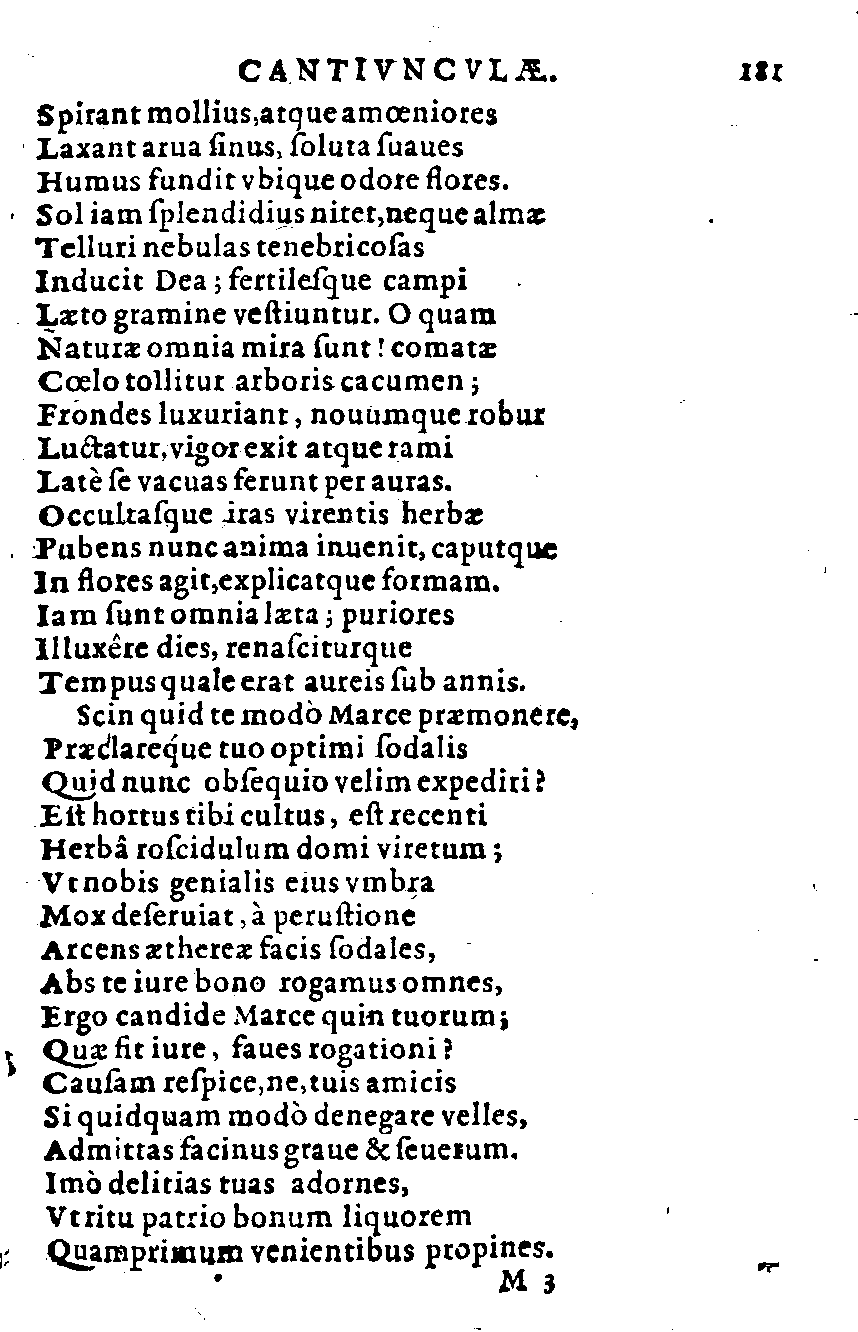 CANTIVNCVLÆ. 181
Spirant mollius, atque amœniores
Laxant arua ſinus, ſoluta ſuaues
Humus fundit vbique odore flores.
Sol iam ſplendidius nitet, neque almæ
Telluri nebulas tenebricoſas
Inducit Dea; fertileſque campi
Læto gramine veſtiuntur. O quam
Naturæ omnia mira ſunt! comatæ
Cœlo tollitur arboris cacumen;
Frondes luxuriant, nouumque robur
Luctatur, vigor exit atque rami
Latè ſe vacuas ferunt per auras.
Occultaſque iras virentis herbæ
Pubens nunc anima inuenit, caputque
In flores agit, explicatque formam.
Iam ſunt omnia læta; puriores
Illuxêre dies, renaſciturque
Tempus quale erat aureis ſub annis.
Scin quid te modò Marce præmonere,
Præclareq́ue tuo optimi ſodalis
Quid nunc obſequio velim expediri?
Eſt hortus tibi cultus, eſt recenti
Herbâ roſcidulum domi viretum;
Vt nobis genialis eius vmbra
Mox deſeruiat, à peruſtione
Arcens æthereæ facis ſodales,
Abs te iure bono rogamus omnes,
Ergo candide Marce quin tuorum;
Quæ fit iure, faues rogationi?
Cauſam reſpice, ne, tuis amicis
Si quidquam modò denegare velles,
Admittas facinus graue & ſeuerum.
Imò delitias tuas adornes,
Vt ritu patrio bonum liquorem
Quamprimum venientibus propines.
M 3